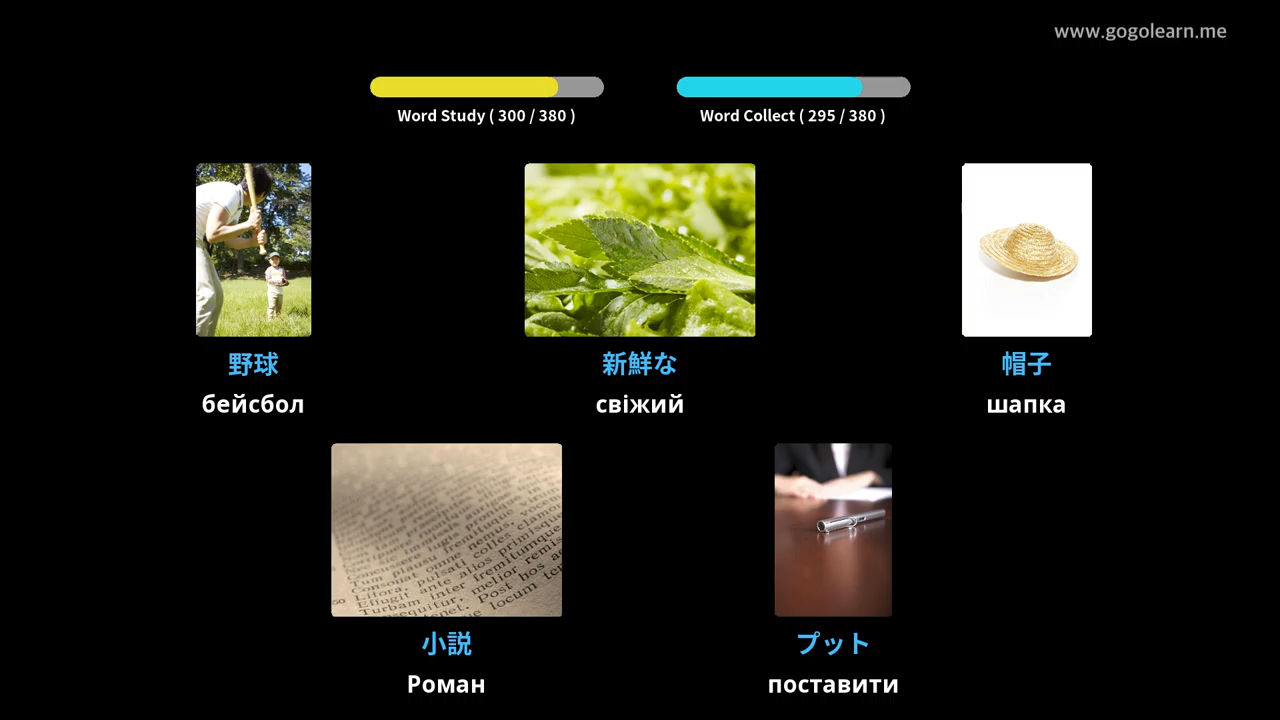 www.gogolearn.me
Word Study ( 300 / 380 )
Word Collect ( 295 / 380 )
野球
бейсбол
新鮮な
свіжий
帽子
шапка
小説
Роман
プット
поставити